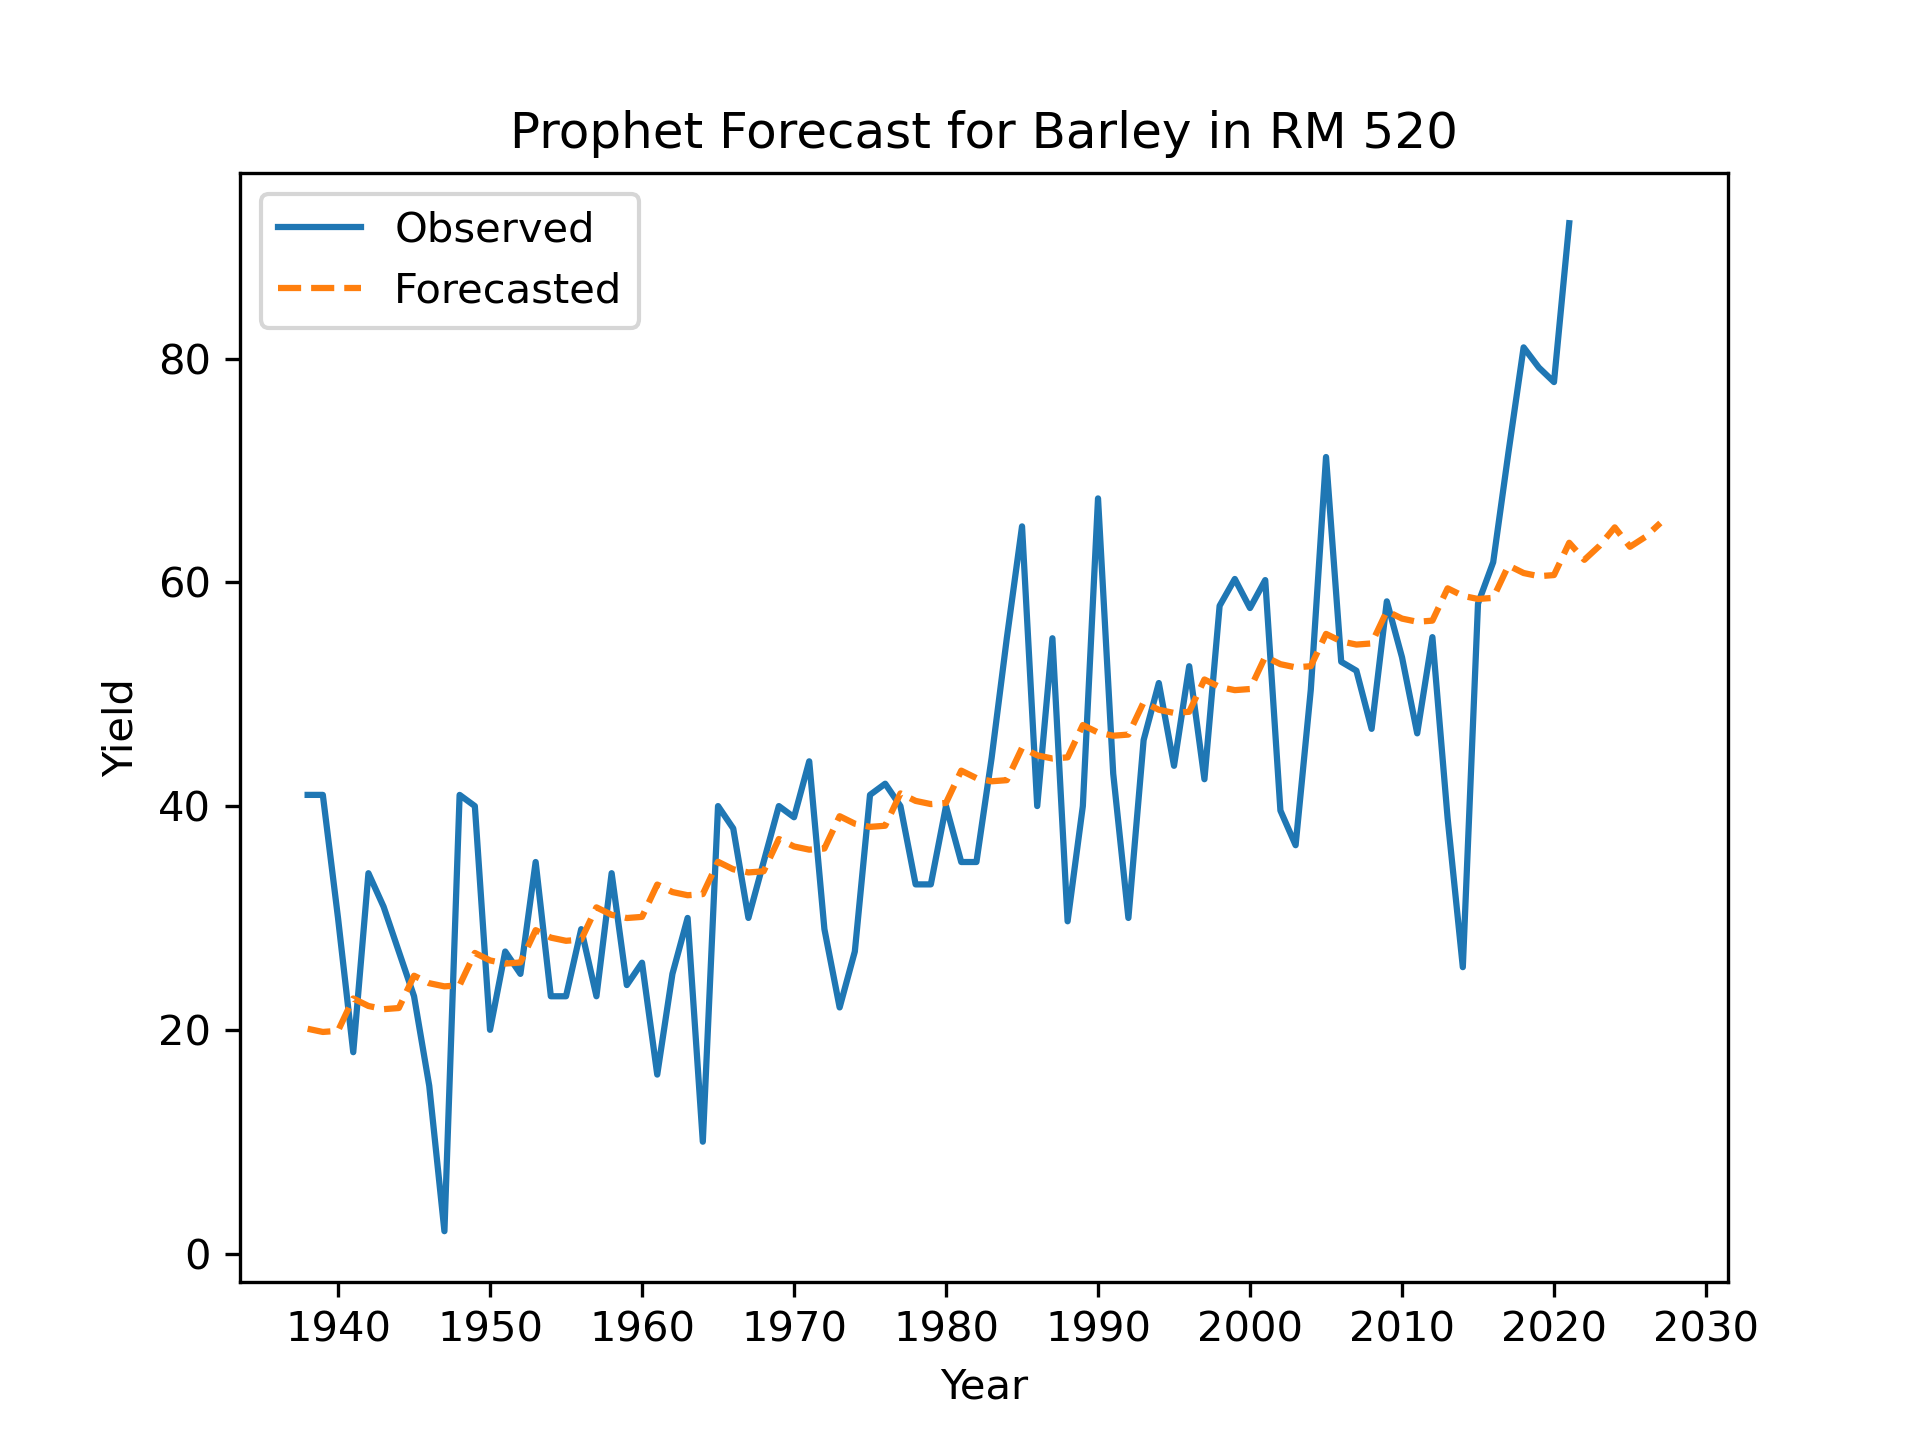 Prophet Forecast for Barley in RM 520
Observed
Forecasted
80
60
40
20
0
Yield
1940 1950 1960 1970 1980 1990 2000 2010 2020 2030
Year